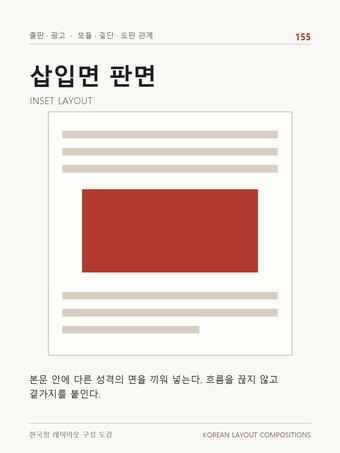 출판 · 광고 · 모듈 · 곁단 · 도판 관계
155
삽입면 판면
INSET LAYOUT
본문 안에 다른 성격의 면을 끼워 넣는다. 흐름을 끊지 않고
곁가지를 붙인다.
한국형 레이아웃 구성 도감
KOREAN LAYOUT COMPOSITIONS